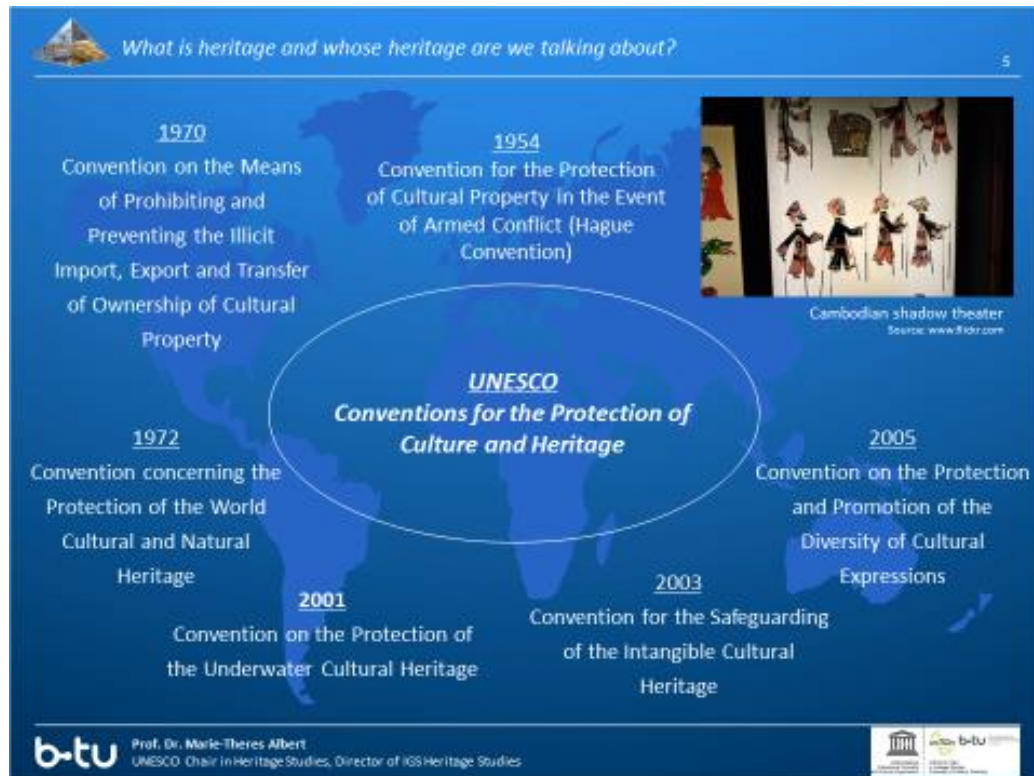 What is heritage and whose heritage are we talking about?
5
1970
Convention on the Means
of Prohibiting and
Preventing the Illicit
Import, Export and Transfer
of Ownership of Cultural
Property
1954
Convention for the Protection
of Cultural Property in the Event
of Armed Conflict (Hague
Convention)
Cambodian shadow theater
Source: www.flickr.com
UNESCO
Conventions for the Protection of
Culture and Heritage
1972
Convention concerning the
Protection of the World
Cultural and Natural
Heritage
2005
Convention on the Protection
and Promotion of the
Diversity of Cultural
Expressions
2001
Convention on the Protection of
the Underwater Cultural Heritage
2003
Convention for the Safeguarding
of the Intangible Cultural
Heritage
b-tu
Prof. Dr. Marie-Theres Albert
UNESCO Chair in Heritage Studies, Director of IGS Heritage Studies
b-tu